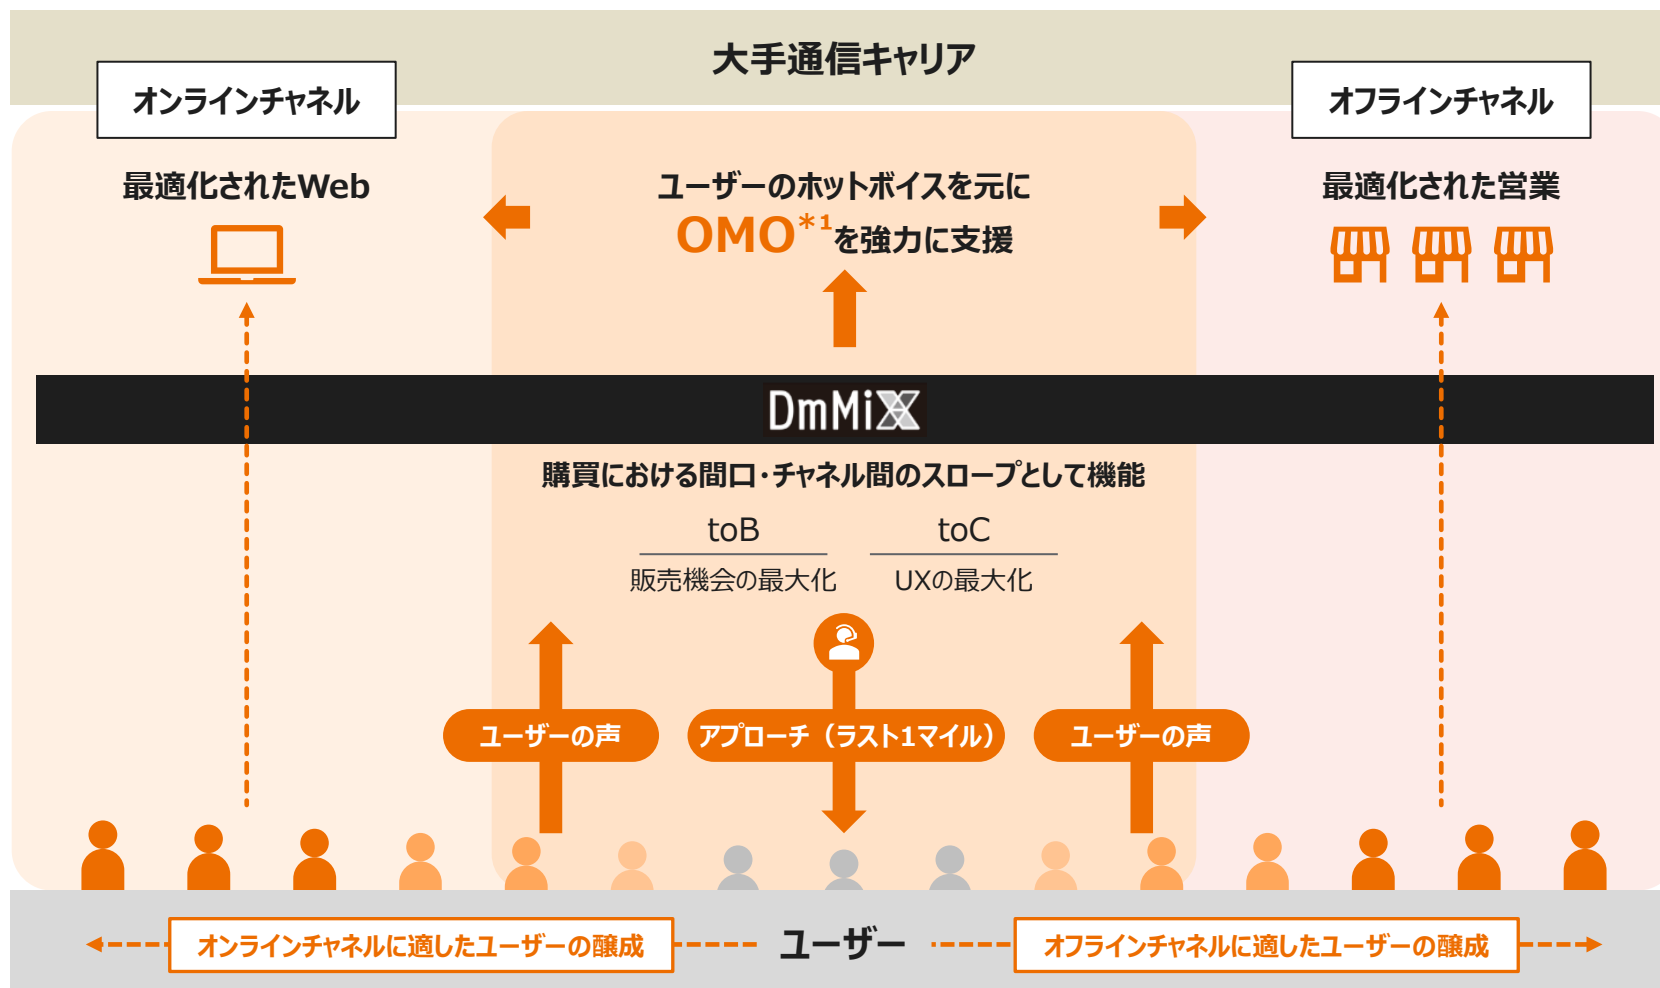 大手通信キャリア
オンラインチャネル
オフラインチャネル
最適化されたWeb
ユーザーのホットボイスを元に
OMO*1を強力に支援
最適化された営業
DmMiX
購買における間口・チャネル間のスロープとして機能
toB
toC
販売機会の最大化
UXの最大化
ユーザーの声
アプローチ（ラスト1マイル）
ユーザーの声
オンラインチャネルに適したユーザーの醸成
ユーザー
オフラインチャネルに適したユーザーの醸成